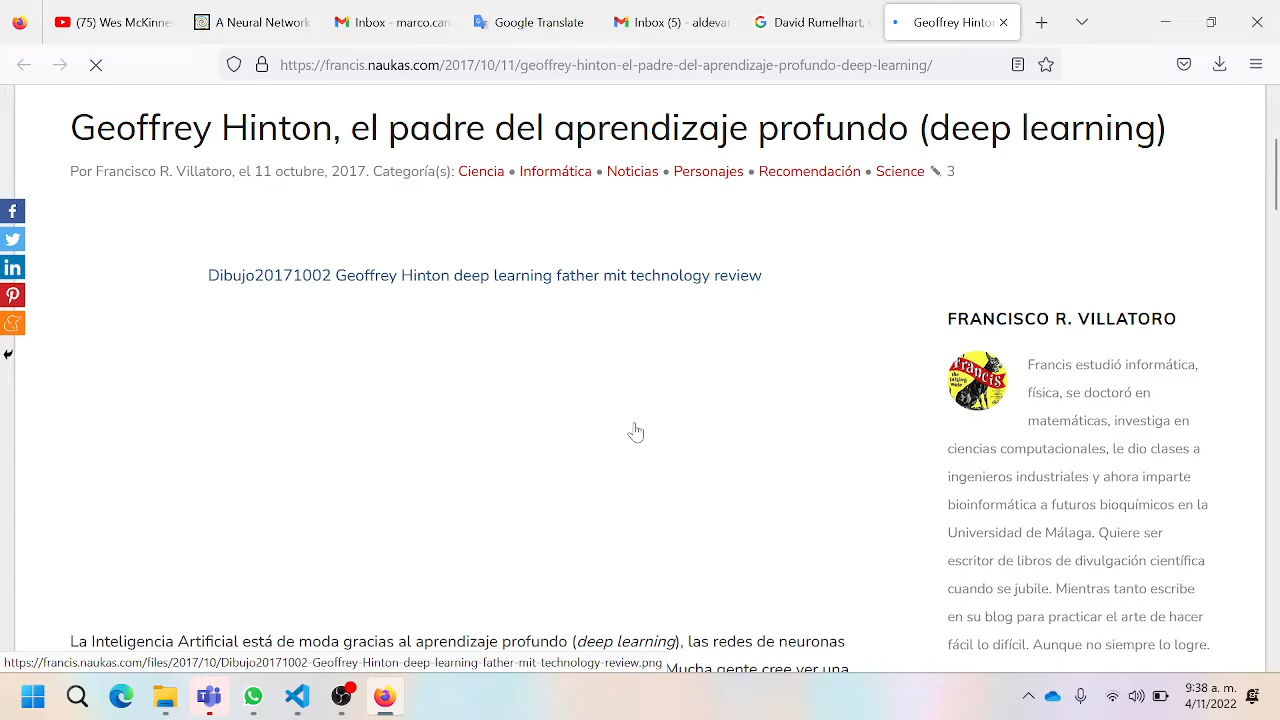 (75) Wes McKinne
A Neural Network
Inbox - marco.can
Google Translate
Inbox (5) - aldevar
David Rumelhart,
Geoffrey Hinton
https://francis.naukas.com/2017/10/11/geoffrey-hinton-el-padre-del-aprendizaje-profundo-deep-learning/
Geoffrey Hinton, el padre del aprendizaje profundo (deep learning)
Por Francisco R. Villatoro, el 11 octubre, 2017. Categoría(s): Ciencia • Informática • Noticias • Personajes • Recomendación • Science 3
Dibujo20171002 Geoffrey Hinton deep learning father mit technology review
FRANCISCO R. VILLATORO
Francis
Francis estudió informática,
física, se doctoró en
matemáticas, investiga en
ciencias computacionales, le dio clases a
ingenieros industriales y ahora imparte
bioinformática a futuros bioquímicos en la
Universidad de Málaga. Quiere ser
escritor de libros de divulgación científica
cuando se jubile. Mientras tanto escribe
en su blog para practicar el arte de hacer
fácil lo difícil. Aunque no siempre lo logre.
La Inteligencia Artificial está de moda gracias al aprendizaje profundo (deep learning), las redes de neuronas
Mucha gente cree ver una
https://francis.naukas.com/files/2017/10/Dibujo20171002-Geoffrey-Hinton-deep-learning-father-mit-technology-review.png
9:38 a. m.
4/11/2022